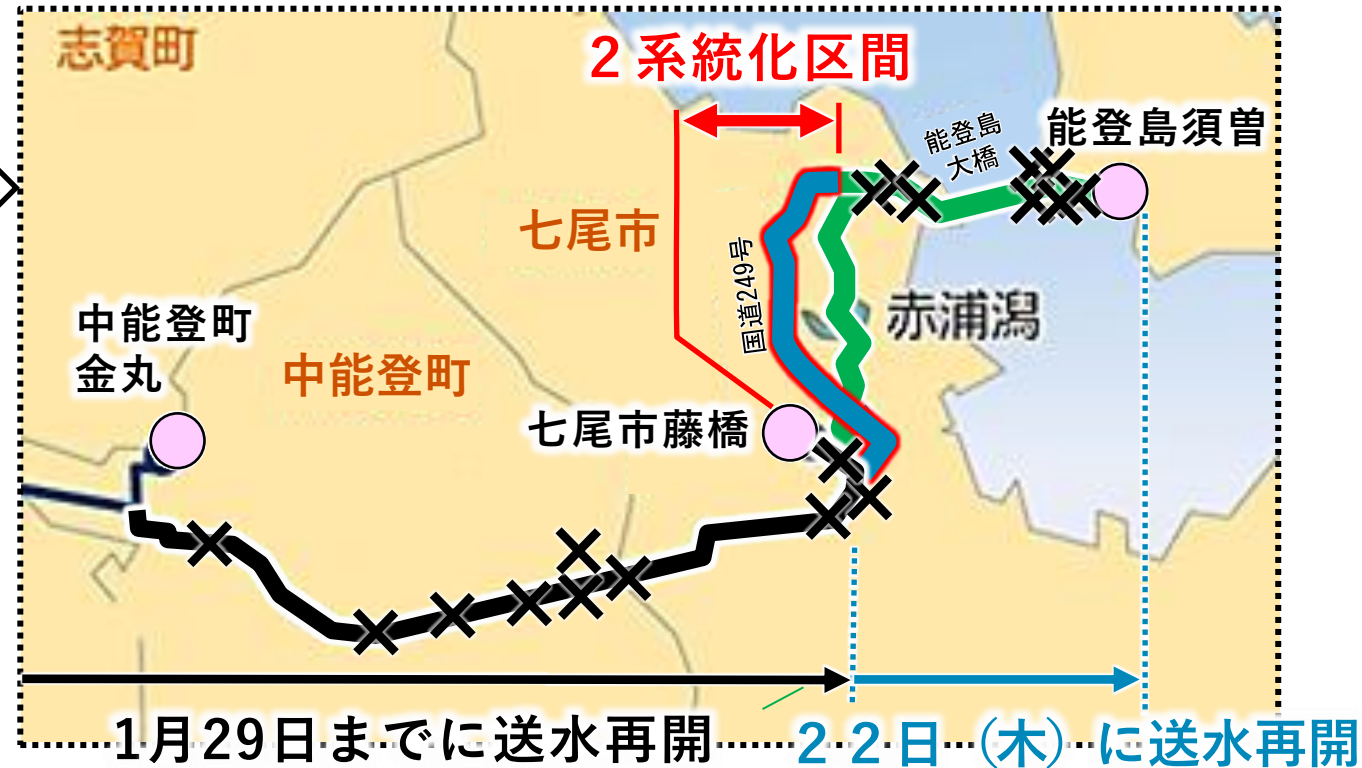 志賀町
２系統化区間
能登島
大橋
能登島須曽
七尾市
国道249号
赤浦潟
中能登町
金丸
中能登町
七尾市藤橋
1月29日までに送水再開
２２日（木）に送水再開